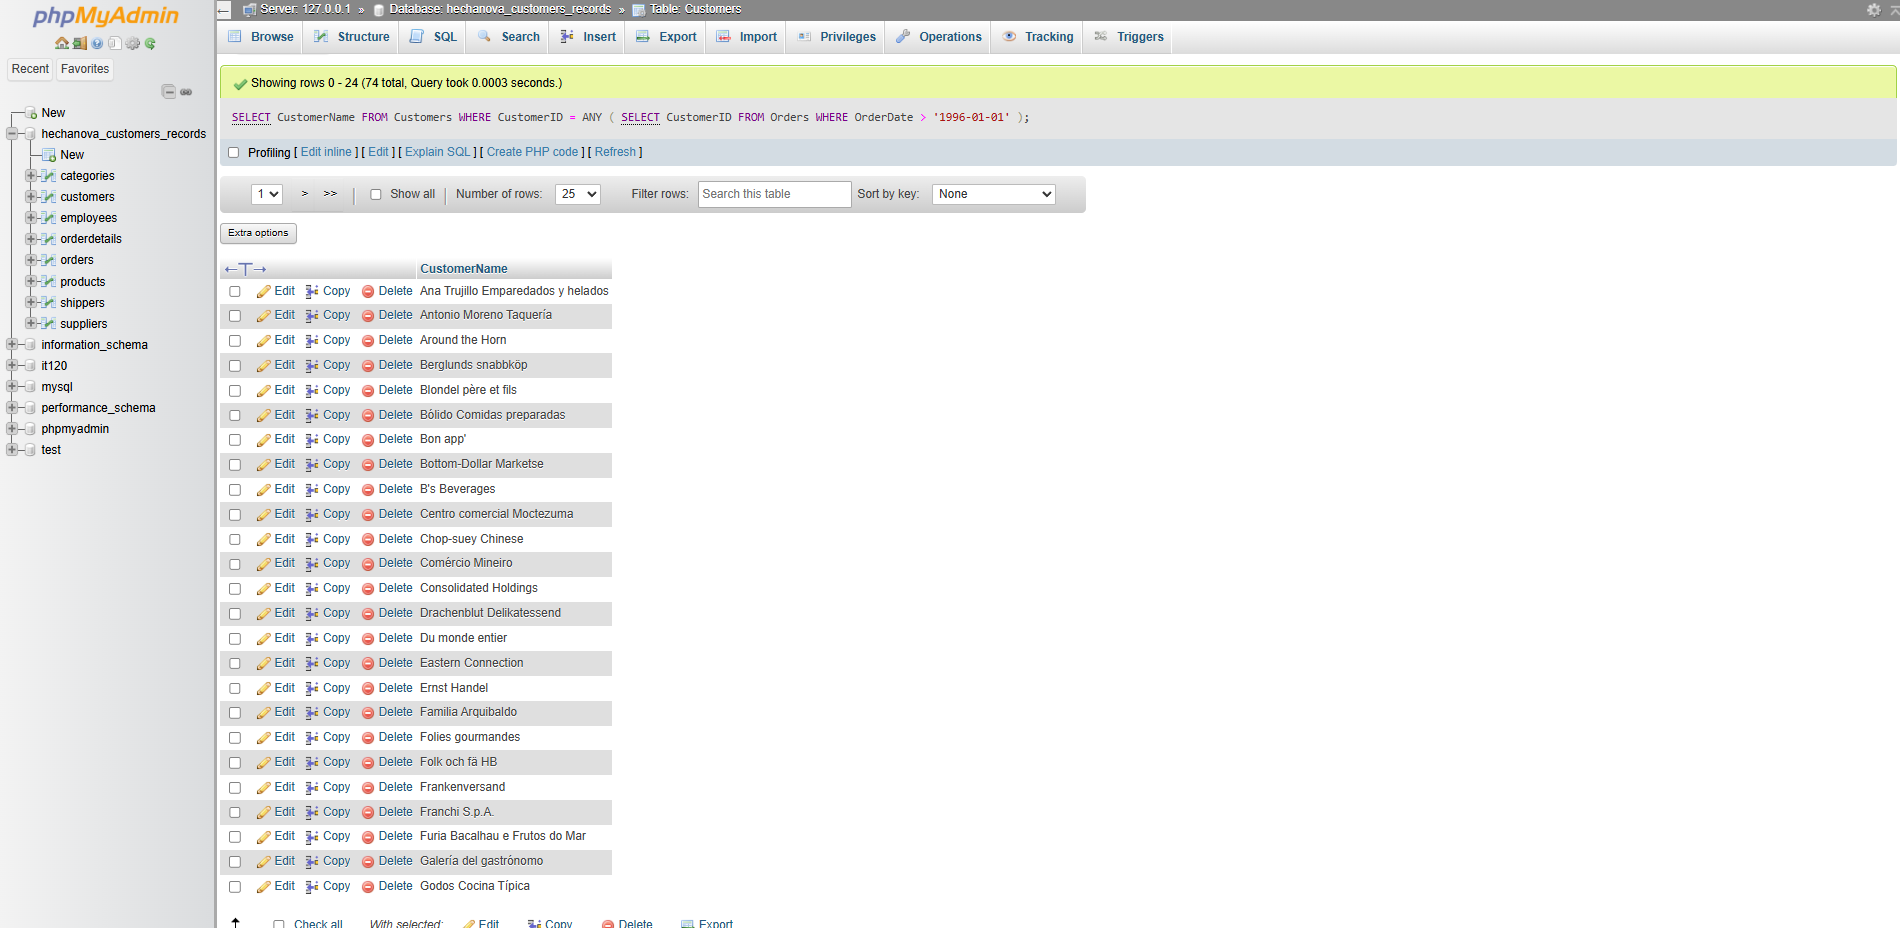 phpMyAdmin
Recent Favorites
New
hechanova_customers_records
New
categories
customers
employees
orderdetails
orders
products
shippers
suppliers
information_schema
it120
mysql
performance_schema
phpmyadmin
test
Server: 127.0.0.1 » Database: hechanova_customers_records » Table: Customers
Browse Structure SQL Search Insert Export Import Privileges Operations Tracking Triggers
Showing rows 0 - 24 (74 total, Query took 0.0003 seconds.)
SELECT CustomerName FROM Customers WHERE CustomerID = ANY ( SELECT CustomerID FROM Orders WHERE OrderDate > '1996-01-01' );
Profiling [ Edit inline ] [ Edit ] [ Explain SQL ] [ Create PHP code ] [ Refresh ]
1 > >> Show all Number of rows: 25 Filter rows: Search this table Sort by key: None
Extra options
←T→ CustomerName
Edit Copy Delete Ana Trujillo Emparedados y helados
Edit Copy Delete Antonio Moreno Taquería
Edit Copy Delete Around the Horn
Edit Copy Delete Berglunds snabbköp
Edit Copy Delete Blondel père et fils
Edit Copy Delete Bólido Comidas preparadas
Edit Copy Delete Bon app'
Edit Copy Delete Bottom-Dollar Marketse
Edit Copy Delete B's Beverages
Edit Copy Delete Centro comercial Moctezuma
Edit Copy Delete Chop-suey Chinese
Edit Copy Delete Comércio Mineiro
Edit Copy Delete Consolidated Holdings
Edit Copy Delete Drachenblut Delikatessend
Edit Copy Delete Du monde entier
Edit Copy Delete Eastern Connection
Edit Copy Delete Ernst Handel
Edit Copy Delete Familia Arquibaldo
Edit Copy Delete Folies gourmandes
Edit Copy Delete Folk och fä HB
Edit Copy Delete Frankenversand
Edit Copy Delete Franchi S.p.A.
Edit Copy Delete Furia Bacalhau e Frutos do Mar
Edit Copy Delete Galería del gastrónomo
Edit Copy Delete Godos Cocina Típica
Check all With selected: Edit Copy Delete Export